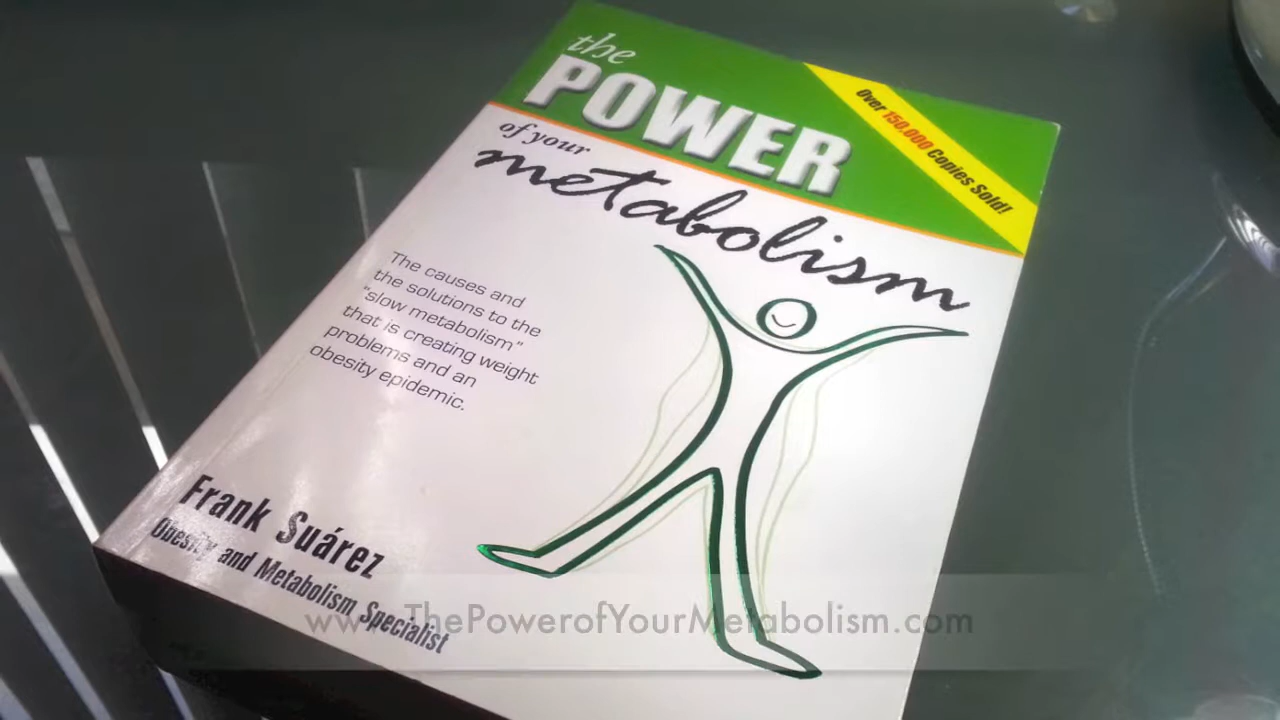 the
POWER
of your
metabolism
Over 150,000 Copies Sold!
The causes and
the solutions to the
"slow metabolism"
that is creating weight
problems and an
obesity epidemic.
Frank Suárez
Obesity and Metabolism Specialist
www.ThePowerofYourMetabolism.com